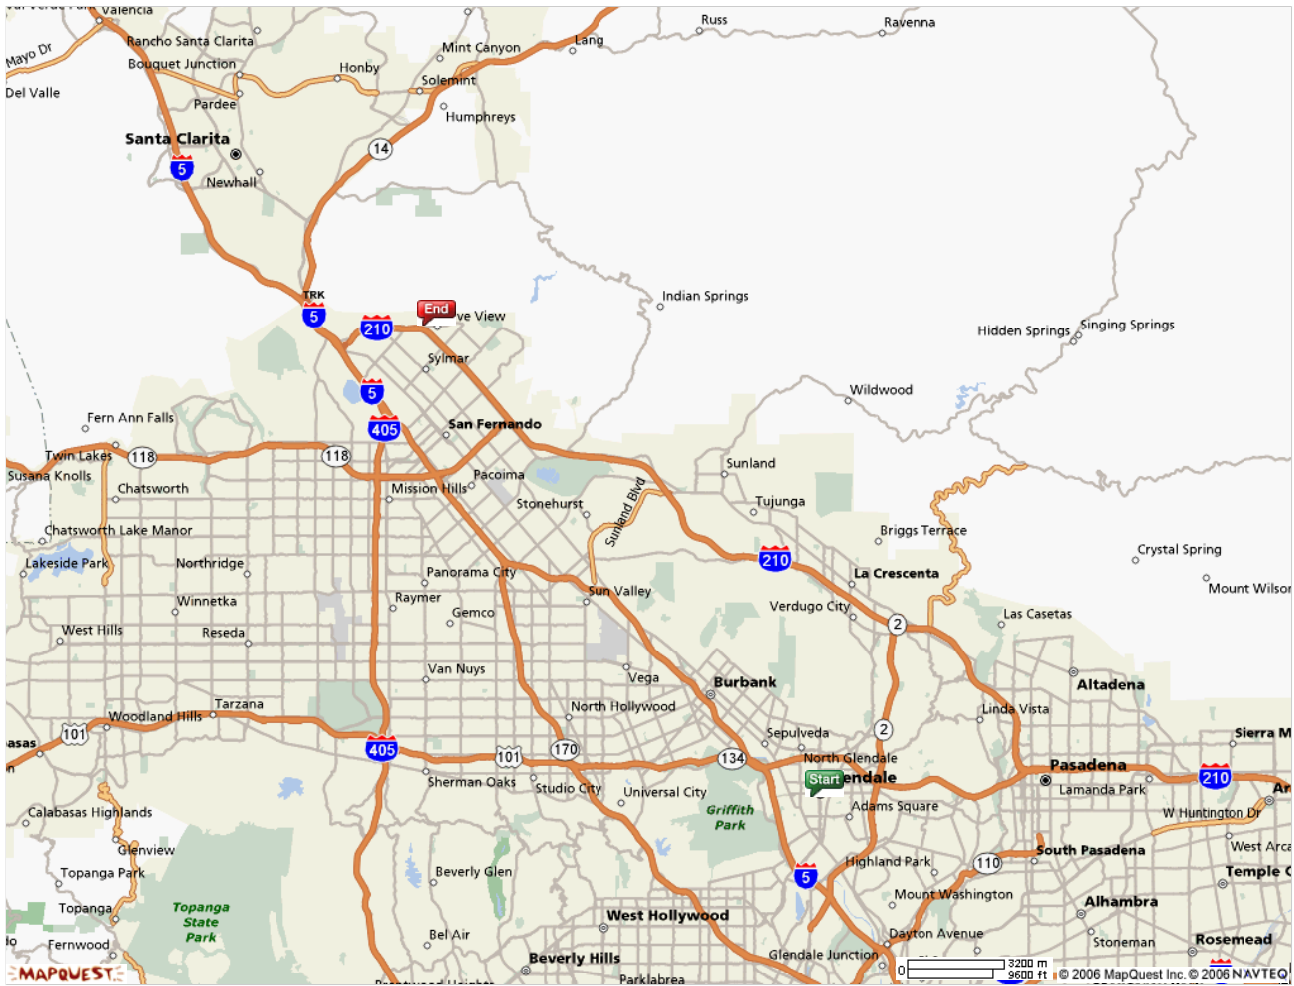 Valencia
Russ
Ravenna
Rancho Santa Clarita
Mint Canyon
Lang
Mayo Dr
Bouquet Junction
Honby
Solemint
Del Valle
Pardee
Humphreys
Santa Clarita
14
5
Newhall
TRK
Indian Springs
5
End
ve View
210
Hidden Springs
Singing Springs
Sylmar
5
Wildwood
Fern Ann Falls
405
San Fernando
Twin Lakes
118
118
Sunland
Susana Knolls
Pacoima
Chatsworth
Mission Hills
Stonehurst
Sunland Blvd
Tujunga
Chatsworth Lake Manor
Briggs Terrace
Crystal Spring
Lakeside Park
Northridge
Panorama City
210
La Crescenta
Sun Valley
Mount Wilson
Winnetka
Raymer
Gemco
Verdugo City
2
Las Casetas
West Hills
Reseda
Van Nuys
Vega
Burbank
Altadena
Tarzana
Woodland Hills
North Hollywood
Linda Vista
101
2
Sierra M
asas
405
101
170
134
Sepulveda
North Glendale
Sherman Oaks
Studio City
Start
endale
Pasadena
210
Universal City
Lamanda Park
Ar
Calabasas Highlands
Griffith
Park
Adams Square
W Huntington Dr
Glenview
Highland Park
110
South Pasadena
West Arca
Topanga Park
Beverly Glen
5
Temple C
Mount Washington
Alhambra
Topanga
Topanga
State
Park
West Hollywood
Fernwood
Bel Air
Dayton Avenue
Stoneman
Rosemead
Beverly Hills
Glendale Junction
MAPQUEST
Parklabrea
0
3200 m
9600 ft
© 2006 MapQuest Inc. © 2006 NAVTEQ